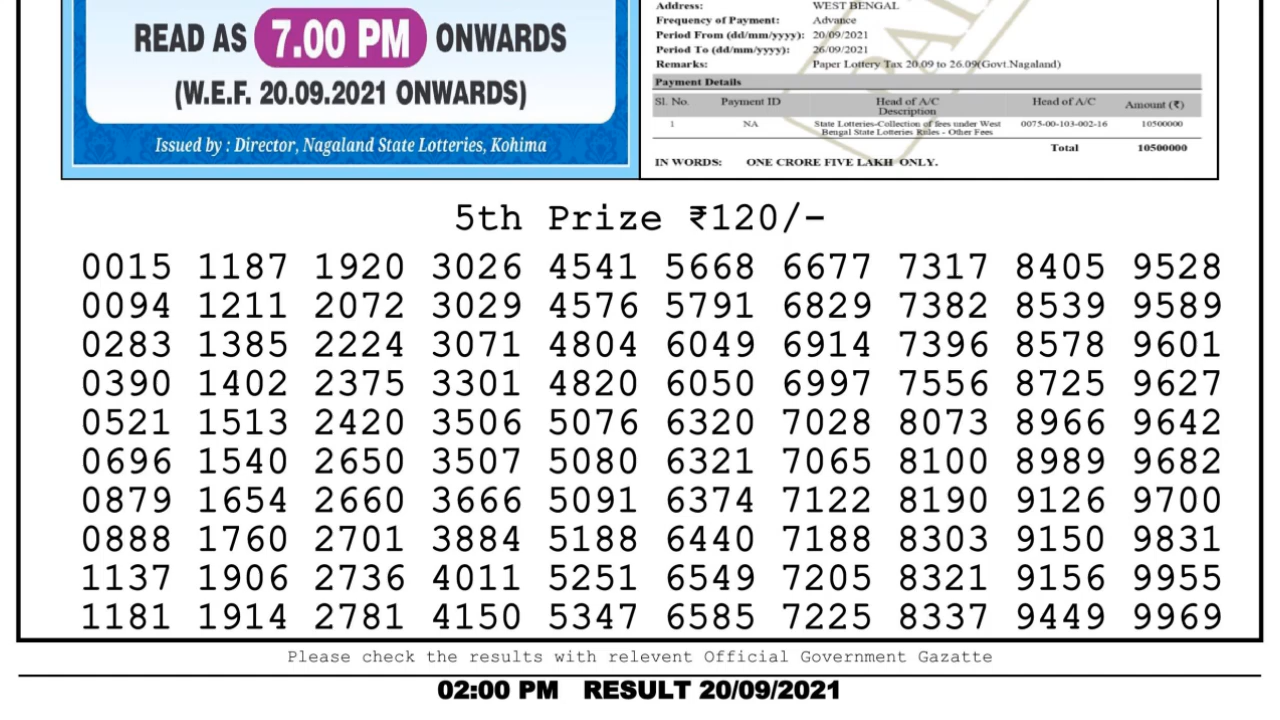 READ AS 7.00 PM ONWARDS
(W.E.F. 20.09.2021 ONWARDS)
Issued by : Director, Nagaland State Lotteries, Kohima
Address: WEST BENGAL
Frequency of Payment: Advance
Period From (dd/mm/yyyy): 20/09/2021
Period To (dd/mm/yyyy): 26/09/2021
Remarks: Paper Lottery Tax 20.09 to 26.09(Govt.Nagaland)
Payment Details
Sl. No. Payment ID Head of A/C Description Head of A/C Amount (₹)
1 NA State Lotteries-Collection of fees under West Bengal State Lotteries Rules - Other Fees 0075-00-103-002-16 10500000
Total 10500000
IN WORDS: ONE CRORE FIVE LAKH ONLY.
PAID
5th Prize ₹120/-
0015 1187 1920 3026 4541 5668 6677 7317 8405 9528
0094 1211 2072 3029 4576 5791 6829 7382 8539 9589
0283 1385 2224 3071 4804 6049 6914 7396 8578 9601
0390 1402 2375 3301 4820 6050 6997 7556 8725 9627
0521 1513 2420 3506 5076 6320 7028 8073 8966 9642
0696 1540 2650 3507 5080 6321 7065 8100 8989 9682
0879 1654 2660 3666 5091 6374 7122 8190 9126 9700
0888 1760 2701 3884 5188 6440 7188 8303 9150 9831
1137 1906 2736 4011 5251 6549 7205 8321 9156 9955
1181 1914 2781 4150 5347 6585 7225 8337 9449 9969
Please check the results with relevent Official Government Gazatte
02:00 PM RESULT 20/09/2021